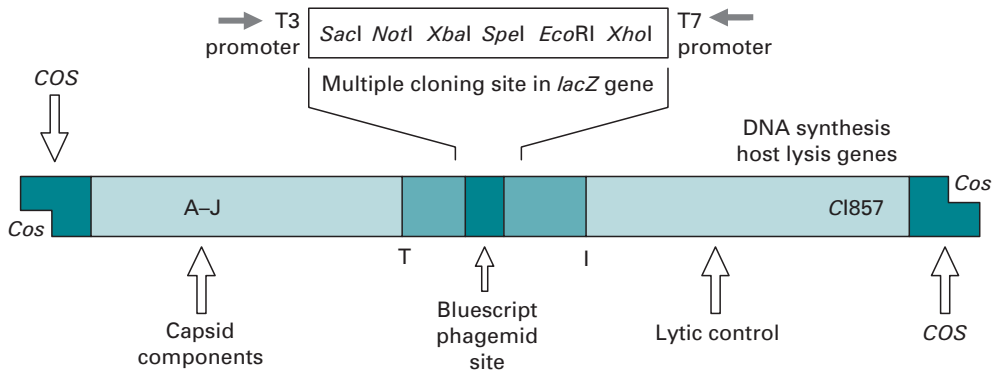 T3 promoter
SacI NotI XbaI SpeI EcoRI XhoI
T7 promoter
Multiple cloning site in lacZ gene
COS
DNA synthesis
host lysis genes
Cos
A–J
CI857
Cos
T
I
Capsid
components
Bluescript
phagemid
site
Lytic control
COS